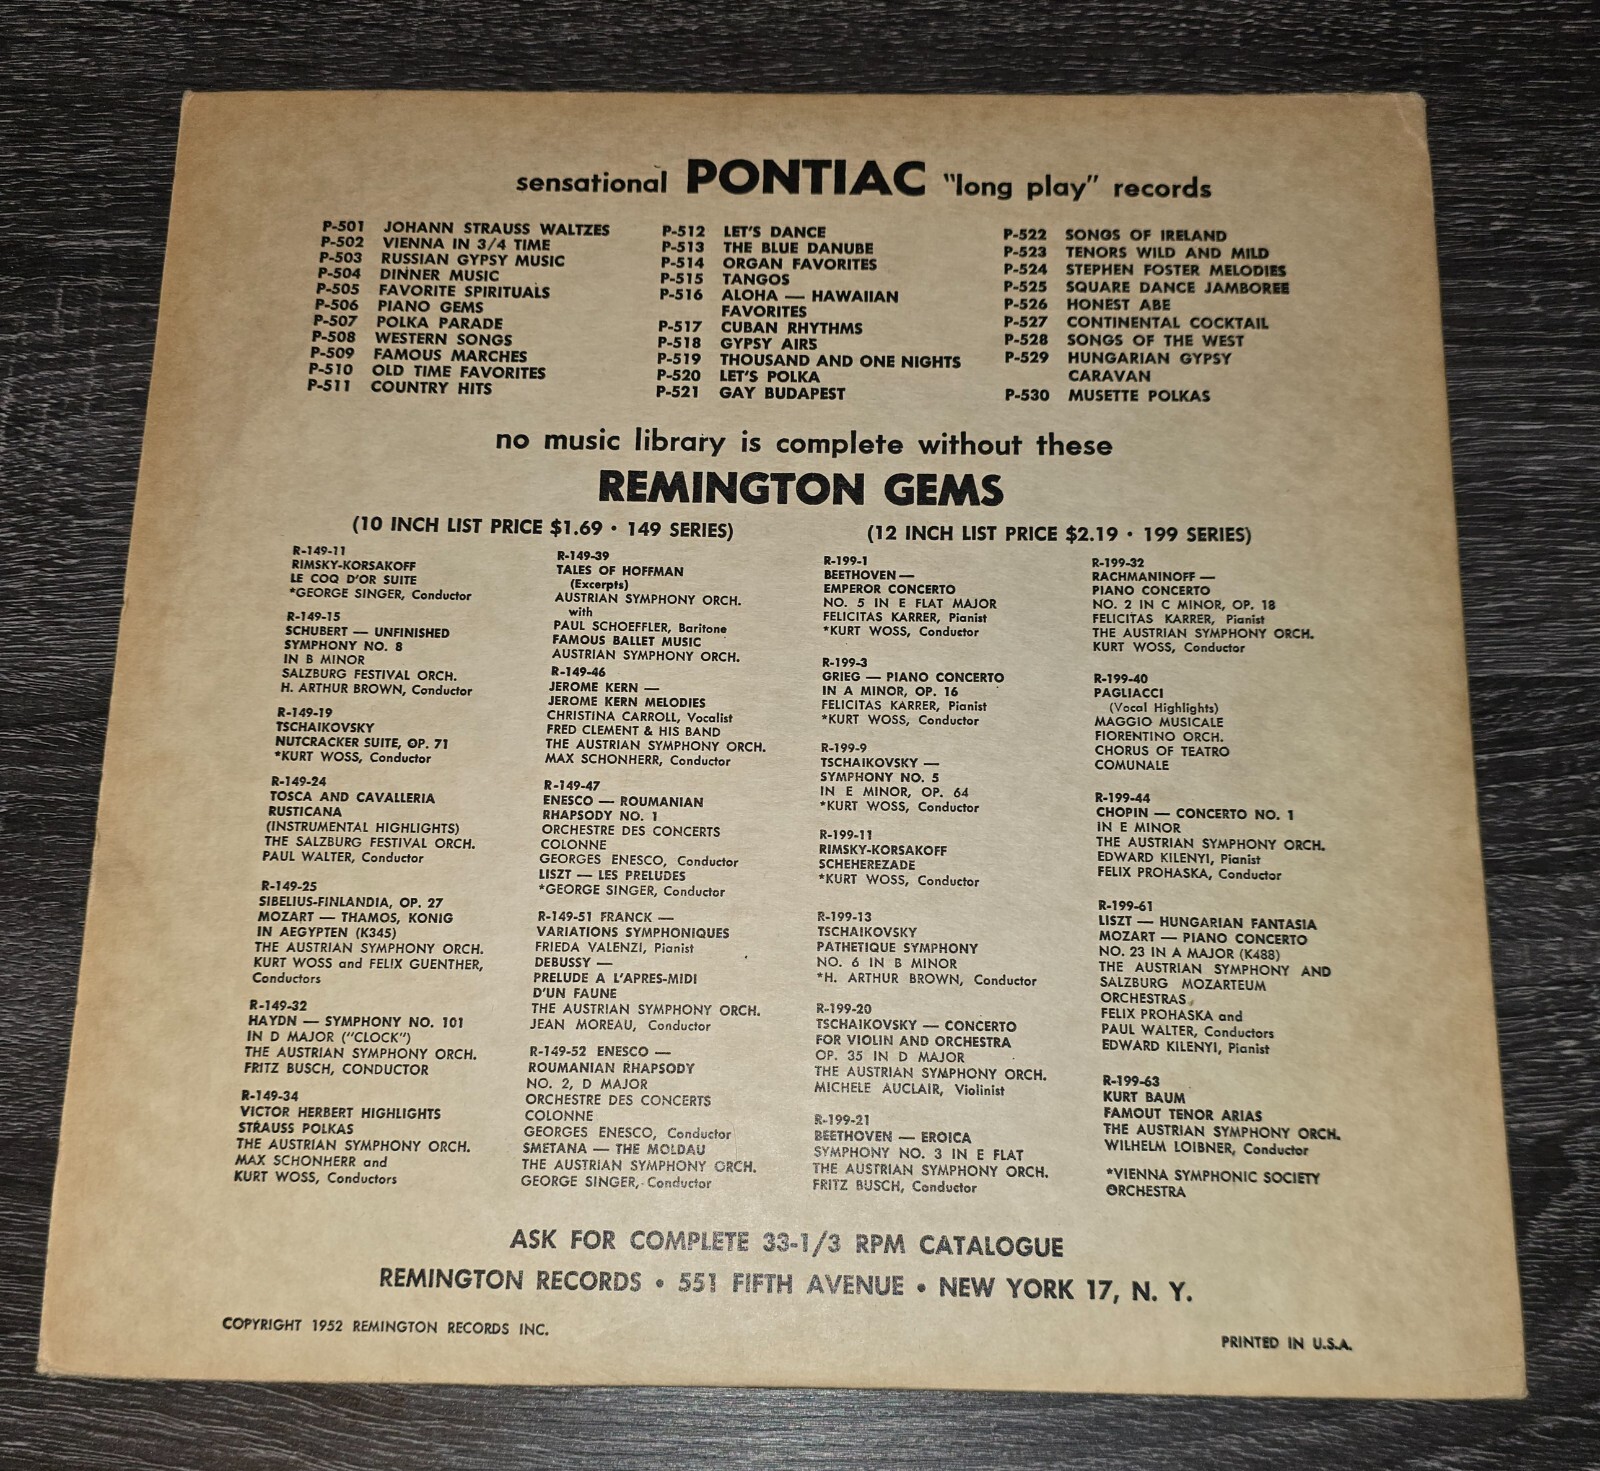 sensational PONTIAC "long play" records
P-501 JOHANN STRAUSS WALTZES
P-502 VIENNA IN 3/4 TIME
P-503 RUSSIAN GYPSY MUSIC
P-504 DINNER MUSIC
P-505 FAVORITE SPIRITUALS
P-506 PIANO GEMS
P-507 POLKA PARADE
P-508 WESTERN SONGS
P-509 FAMOUS MARCHES
P-510 OLD TIME FAVORITES
P-511 COUNTRY HITS
P-512 LET'S DANCE
P-513 THE BLUE DANUBE
P-514 ORGAN FAVORITES
P-515 TANGOS
P-516 ALOHA — HAWAIIAN
FAVORITES
P-517 CUBAN RHYTHMS
P-518 GYPSY AIRS
P-519 THOUSAND AND ONE NIGHTS
P-520 LET'S POLKA
P-521 GAY BUDAPEST
P-522 SONGS OF IRELAND
P-523 TENORS WILD AND MILD
P-524 STEPHEN FOSTER MELODIES
P-525 SQUARE DANCE JAMBOREE
P-526 HONEST ABE
P-527 CONTINENTAL COCKTAIL
P-528 SONGS OF THE WEST
P-529 HUNGARIAN GYPSY
CARAVAN
P-530 MUSETTE POLKAS
no music library is complete without these
REMINGTON GEMS
(10 INCH LIST PRICE $1.69 • 149 SERIES)
R-149-11
RIMSKY-KORSAKOFF
LE COQ D'OR SUITE
*GEORGE SINGER, Conductor
R-149-15
SCHUBERT — UNFINISHED
SYMPHONY NO. 8
IN B MINOR
SALZBURG FESTIVAL ORCH.
H. ARTHUR BROWN, Conductor
R-149-19
TSCHAIKOVSKY
NUTCRACKER SUITE, OP. 71
*KURT WOSS, Conductor
R-149-24
TOSCA AND CAVALLERIA
RUSTICANA
(INSTRUMENTAL HIGHLIGHTS)
THE SALZBURG FESTIVAL ORCH.
PAUL WALTER, Conductor
R-149-25
SIBELIUS-FINLANDIA, OP. 27
MOZART — THAMOS, KONIG
IN AEGYPTEN (K345)
THE AUSTRIAN SYMPHONY ORCH.
KURT WOSS and FELIX GUENTHER,
Conductors
R-149-32
HAYDN — SYMPHONY NO. 101
IN D MAJOR ("CLOCK")
THE AUSTRIAN SYMPHONY ORCH.
FRITZ BUSCH, CONDUCTOR
R-149-34
VICTOR HERBERT HIGHLIGHTS
STRAUSS POLKAS
THE AUSTRIAN SYMPHONY ORCH.
MAX SCHONHERR and
KURT WOSS, Conductors
R-149-39
TALES OF HOFFMAN
(Excerpts)
AUSTRIAN SYMPHONY ORCH.
with
PAUL SCHOEFFLER, Baritone
FAMOUS BALLET MUSIC
AUSTRIAN SYMPHONY ORCH.
R-149-46
JEROME KERN —
JEROME KERN MELODIES
CHRISTINA CARROLL, Vocalist
FRED CLEMENT & HIS BAND
THE AUSTRIAN SYMPHONY ORCH.
MAX SCHONHERR, Conductor
R-149-47
ENESCO — ROUMANIAN
RHAPSODY NO. 1
ORCHESTRE DES CONCERTS
COLONNE
GEORGES ENESCO, Conductor
LISZT — LES PRELUDES
*GEORGE SINGER, Conductor
R-149-51 FRANCK —
VARIATIONS SYMPHONIQUES
FRIEDA VALENZI, Pianist
DEBUSSY —
PRELUDE A L'APRES-MIDI
D'UN FAUNE
THE AUSTRIAN SYMPHONY ORCH.
JEAN MOREAU, Conductor
R-149-52 ENESCO —
ROUMANIAN RHAPSODY
NO. 2, D MAJOR
ORCHESTRE DES CONCERTS
COLONNE
GEORGES ENESCO, Conductor
SMETANA — THE MOLDAU
THE AUSTRIAN SYMPHONY ORCH.
GEORGE SINGER, Conductor
(12 INCH LIST PRICE $2.19 • 199 SERIES)
R-199-1
BEETHOVEN —
EMPEROR CONCERTO
NO. 5 IN E FLAT MAJOR
FELICITAS KARRER, Pianist
*KURT WOSS, Conductor
R-199-3
GRIEG — PIANO CONCERTO
IN A MINOR, OP. 16
FELICITAS KARRER, Pianist
*KURT WOSS, Conductor
R-199-9
TSCHAIKOVSKY —
SYMPHONY NO. 5
IN E MINOR, OP. 64
*KURT WOSS, Conductor
R-199-11
RIMSKY-KORSAKOFF
SCHEHEREZADE
*KURT WOSS, Conductor
R-199-13
TSCHAIKOVSKY
PATHETIQUE SYMPHONY
NO. 6 IN B MINOR
*H. ARTHUR BROWN, Conductor
R-199-20
TSCHAIKOVSKY — CONCERTO
FOR VIOLIN AND ORCHESTRA
OP. 35 IN D MAJOR
THE AUSTRIAN SYMPHONY ORCH.
MICHELE AUCLAIR, Violinist
R-199-21
BEETHOVEN — EROICA
SYMPHONY NO. 3 IN E FLAT
THE AUSTRIAN SYMPHONY ORCH.
FRITZ BUSCH, Conductor
R-199-32
RACHMANINOFF —
PIANO CONCERTO
NO. 2 IN C MINOR, OP. 18
FELICITAS KARRER, Pianist
THE AUSTRIAN SYMPHONY ORCH.
KURT WOSS, Conductor
R-199-40
PAGLIACCI
(Vocal Highlights)
MAGGIO MUSICALE
FIORENTINO ORCH.
CHORUS OF TEATRO
COMUNALE
R-199-44
CHOPIN — CONCERTO NO. 1
IN E MINOR
THE AUSTRIAN SYMPHONY ORCH.
EDWARD KILENYI, Pianist
FELIX PROHASKA, Conductor
R-199-61
LISZT — HUNGARIAN FANTASIA
MOZART — PIANO CONCERTO
NO. 23 IN A MAJOR (K488)
THE AUSTRIAN SYMPHONY AND
SALZBURG MOZARTEUM
ORCHESTRAS
FELIX PROHASKA and
PAUL WALTER, Conductors
EDWARD KILENYI, Pianist
R-199-63
KURT BAUM
FAMOUT TENOR ARIAS
THE AUSTRIAN SYMPHONY ORCH.
WILHELM LOIBNER, Conductor
*VIENNA SYMPHONIC SOCIETY
ORCHESTRA
ASK FOR COMPLETE 33-1/3 RPM CATALOGUE
REMINGTON RECORDS • 551 FIFTH AVENUE • NEW YORK 17, N. Y.
COPYRIGHT 1952 REMINGTON RECORDS INC.
PRINTED IN U.S.A.